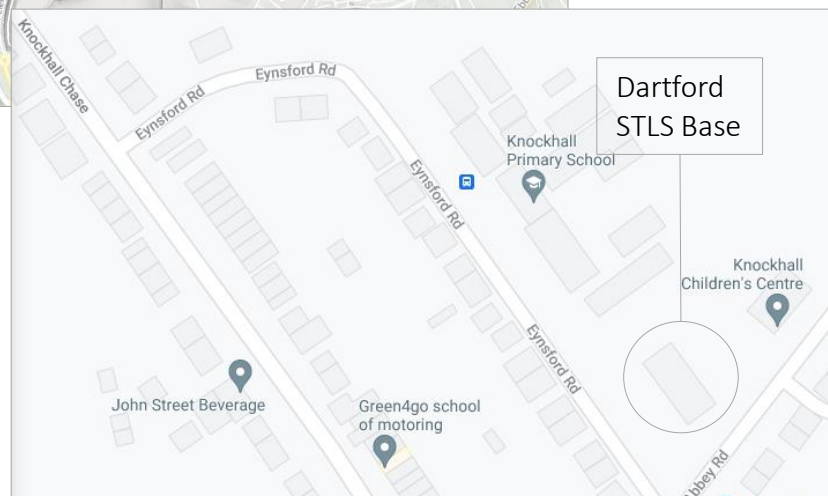 Knockhall Chase
Eynsford Rd
Eynsford Rd
Dartford
STLS Base
Knockhall
Primary School
Eynsford Rd
Knockhall
Children's Centre
Eynsford Rd
John Street Beverage
Green4go school
of motoring
Abbey Rd